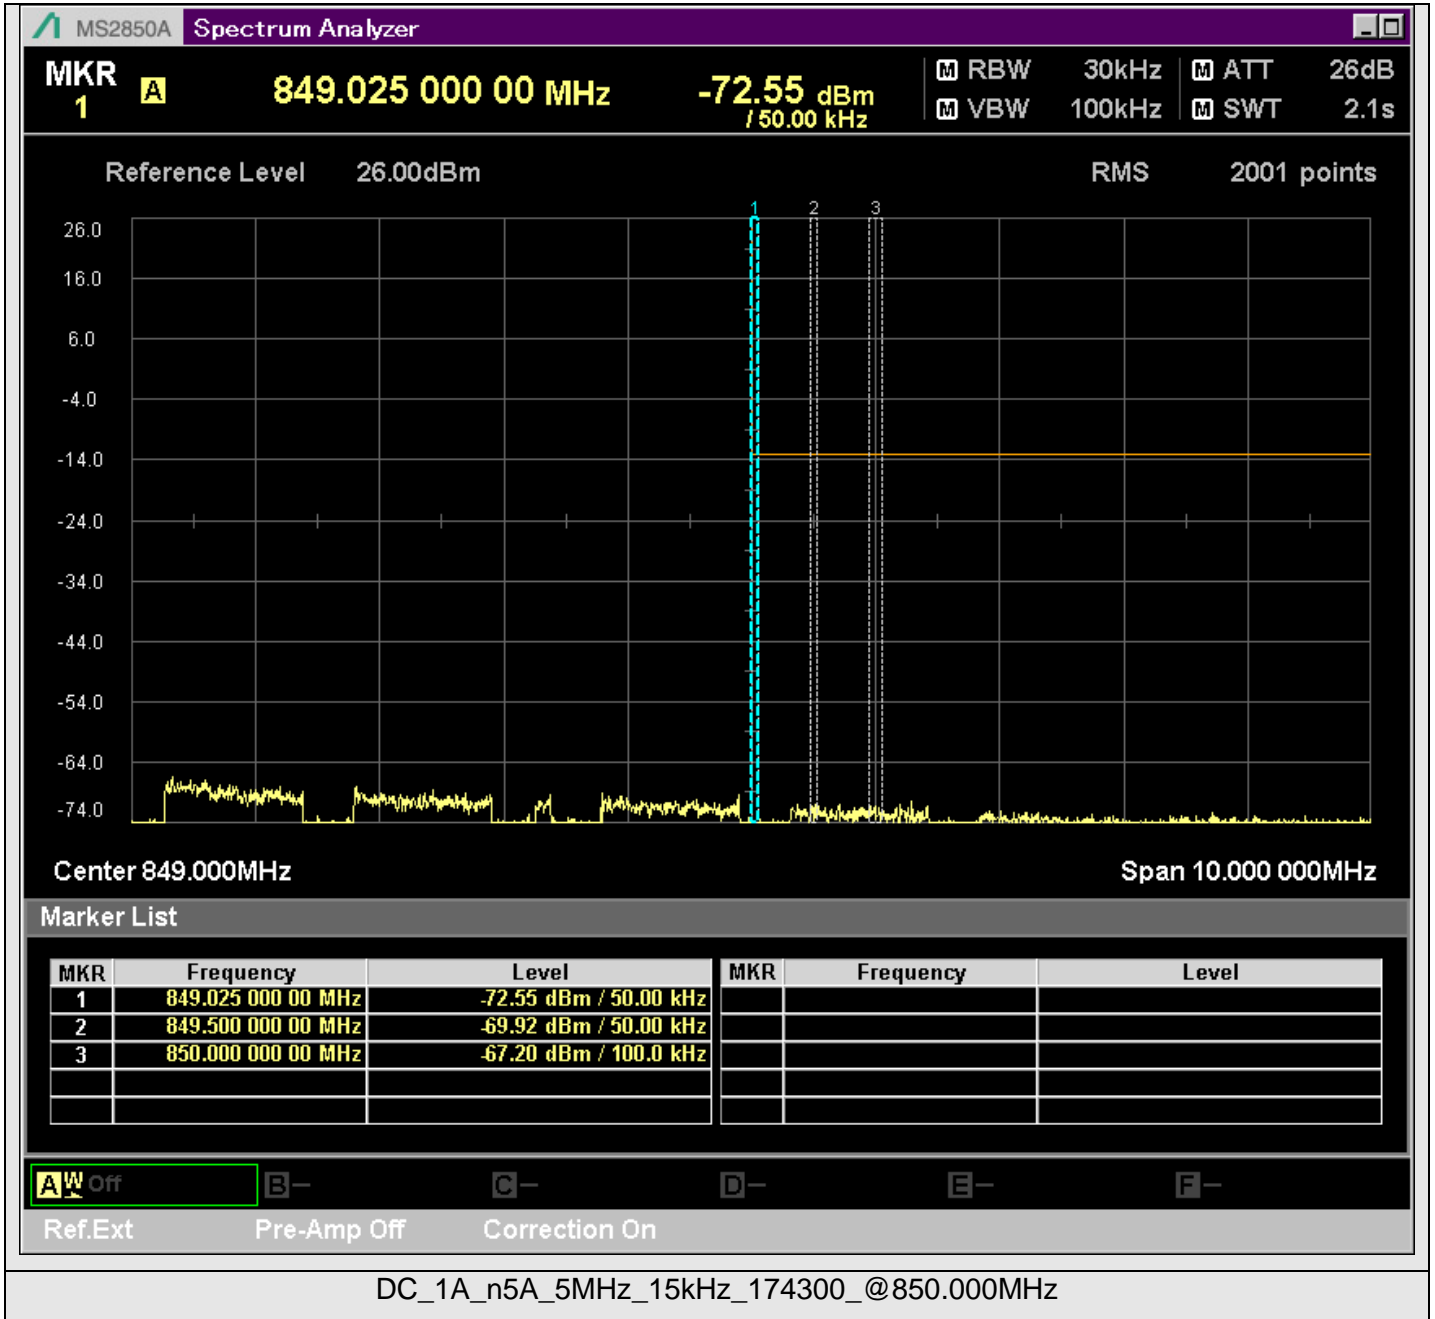 MS2850A Spectrum Analyzer
MKR 1 A 849.025 000 00 MHz -72.55 dBm / 50.00 kHz
M RBW 30kHz M ATT 26dB
M VBW 100kHz M SWT 2.1s
Reference Level 26.00dBm RMS 2001 points
1 2 3
26.0
16.0
6.0
-4.0
-14.0
-24.0
-34.0
-44.0
-54.0
-64.0
-74.0
Center 849.000MHz Span 10.000 000MHz
Marker List
MKR Frequency Level MKR Frequency Level
1 849.025 000 00 MHz -72.55 dBm / 50.00 kHz
2 849.500 000 00 MHz -69.92 dBm / 50.00 kHz
3 850.000 000 00 MHz -67.20 dBm / 100.0 kHz
A W Off B – C – D – E – F –
Ref.Ext Pre-Amp Off Correction On
DC_1A_n5A_5MHz_15kHz_174300_@850.000MHz